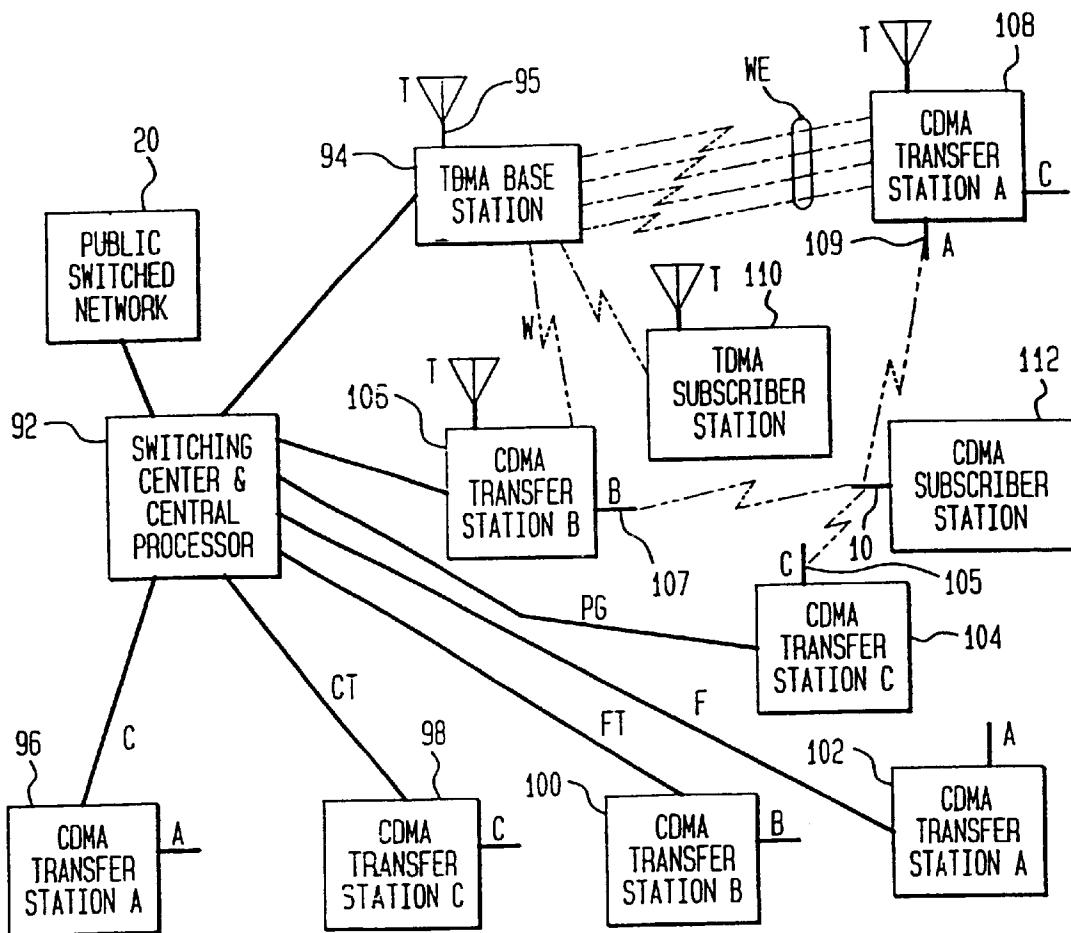 108
T
WE
95
T
CDMA
TRANSFER
STATION A
94
20
TDMA BASE
STATION
C
PUBLIC
SWITCHED
NETWORK
109
A
T
110
W
TDMA
SUBSCRIBER
STATION
T
112
106
92
SWITCHING
CENTER &
CENTRAL
PROCESSOR
CDMA
TRANSFER
STATION B
B
CDMA
SUBSCRIBER
STATION
10
107
C
105
PG
CDMA
TRANSFER
STATION C
104
CT
F
C
FT
A
96
98
102
100
CDMA
TRANSFER
STATION A
A
CDMA
TRANSFER
STATION C
C
CDMA
TRANSFER
STATION B
B
CDMA
TRANSFER
STATION A